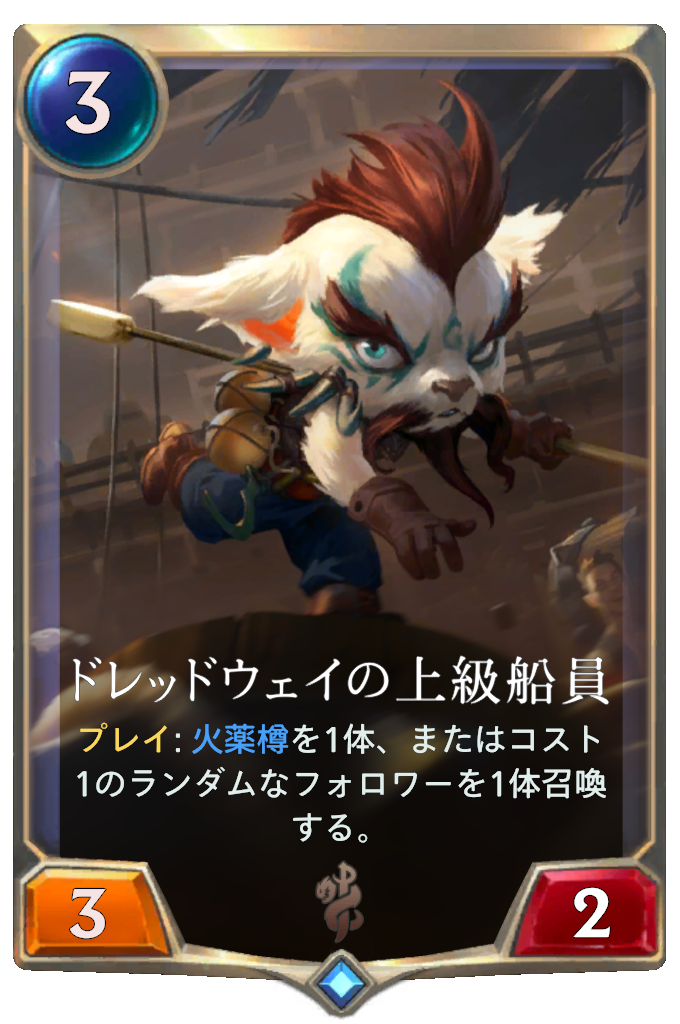 3
ドレッドウェイの上級船員
プレイ: 火薬樽を1体、またはコスト
1のランダムなフォロワーを1体召喚
する。
3
2